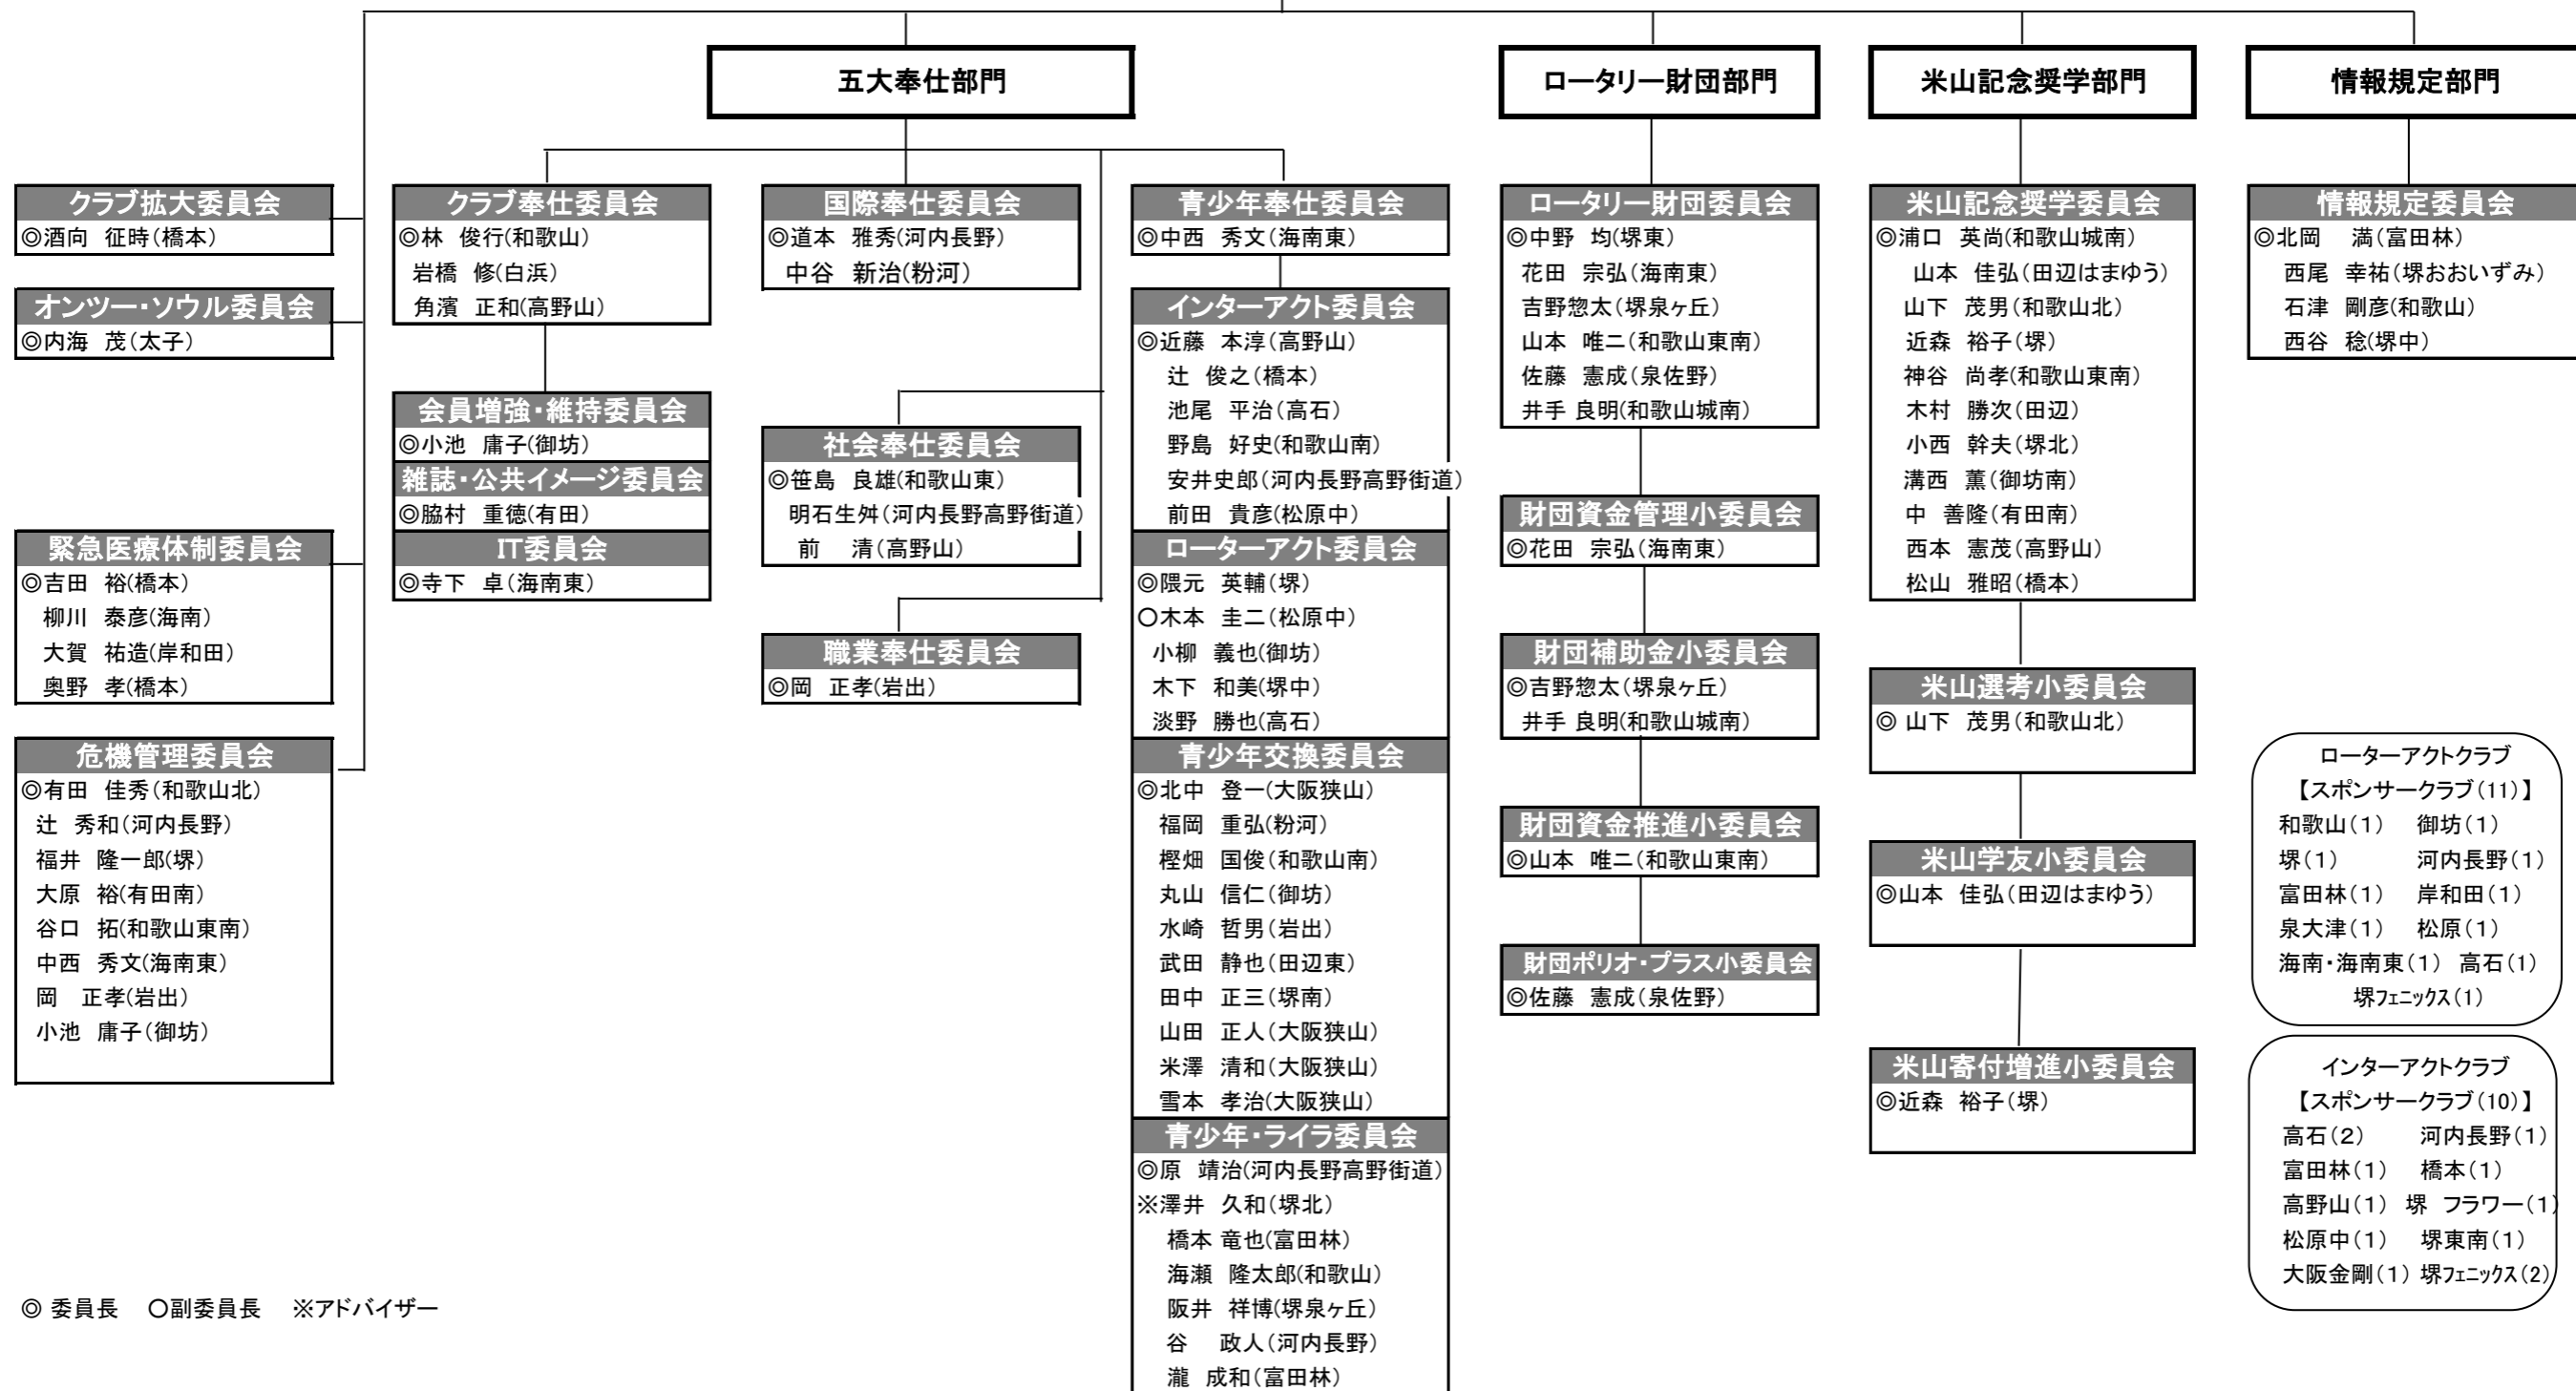 五大奉仕部門
ロータリー財団部門
米山記念奨学部門
情報規定部門
クラブ拡大委員会
◎酒向 征時(橋本)
オンツー・ソウル委員会
◎内海 茂(太子)
緊急医療体制委員会
◎吉田 裕(橋本)
柳川 泰彦(海南)
大賀 祐造(岸和田)
奥野 孝(橋本)
危機管理委員会
◎有田 佳秀(和歌山北)
辻 秀和(河内長野)
福井 隆一郎(堺)
大原 裕(有田南)
谷口 拓(和歌山東南)
中西 秀文(海南東)
岡 正孝(岩出)
小池 庸子(御坊)
クラブ奉仕委員会
◎林 俊行(和歌山)
岩橋 修(白浜)
角濱 正和(高野山)
会員増強・維持委員会
◎小池 庸子(御坊)
雑誌・公共イメージ委員会
◎脇村 重徳(有田)
IT委員会
◎寺下 卓(海南東)
国際奉仕委員会
◎道本 雅秀(河内長野)
中谷 新治(粉河)
社会奉仕委員会
◎笹島 良雄(和歌山東)
明石生舛(河内長野高野街道)
前 清(高野山)
職業奉仕委員会
◎岡 正孝(岩出)
青少年奉仕委員会
◎中西 秀文(海南東)
インターアクト委員会
◎近藤 本淳(高野山)
辻 俊之(橋本)
池尾 平治(高石)
野島 好史(和歌山南)
安井史郎(河内長野高野街道)
前田 貴彦(松原中)
ローターアクト委員会
◎隈元 英輔(堺)
○木本 圭二(松原中)
小柳 義也(御坊)
木下 和美(堺中)
淡野 勝也(高石)
青少年交換委員会
◎北中 登一(大阪狭山)
福岡 重弘(粉河)
樫畑 国俊(和歌山南)
丸山 信仁(御坊)
水崎 哲男(岩出)
武田 静也(田辺東)
田中 正三(堺南)
山田 正人(大阪狭山)
米澤 清和(大阪狭山)
雪本 孝治(大阪狭山)
青少年・ライラ委員会
◎原 靖治(河内長野高野街道)
※澤井 久和(堺北)
橋本 竜也(富田林)
海瀬 隆太郎(和歌山)
阪井 祥博(堺泉ヶ丘)
谷 政人(河内長野)
瀧 成和(富田林)
ロータリー財団委員会
◎中野 均(堺東)
花田 宗弘(海南東)
吉野惣太(堺泉ヶ丘)
山本 唯二(和歌山東南)
佐藤 憲成(泉佐野)
井手 良明(和歌山城南)
財団資金管理小委員会
◎花田 宗弘(海南東)
財団補助金小委員会
◎吉野惣太(堺泉ヶ丘)
井手 良明(和歌山城南)
財団資金推進小委員会
◎山本 唯二(和歌山東南)
財団ポリオ・プラス小委員会
◎佐藤 憲成(泉佐野)
米山記念奨学委員会
◎浦口 英尚(和歌山城南)
山本 佳弘(田辺はまゆう)
山下 茂男(和歌山北)
近森 裕子(堺)
神谷 尚孝(和歌山東南)
木村 勝次(田辺)
小西 幹夫(堺北)
溝西 薫(御坊南)
中 善隆(有田南)
西本 憲茂(高野山)
松山 雅昭(橋本)
米山選考小委員会
◎ 山下 茂男(和歌山北)
米山学友小委員会
◎山本 佳弘(田辺はまゆう)
米山寄付増進小委員会
◎近森 裕子(堺)
情報規定委員会
◎北岡 満(富田林)
西尾 幸祐(堺おおいずみ)
石津 剛彦(和歌山)
西谷 稔(堺中)
ローターアクトクラブ
【スポンサークラブ(11)】
和歌山(1) 御坊(1)
堺(1) 河内長野(1)
富田林(1) 岸和田(1)
泉大津(1) 松原(1)
海南・海南東(1) 高石(1)
堺フェニックス(1)
インターアクトクラブ
【スポンサークラブ(10)】
高石(2) 河内長野(1)
富田林(1) 橋本(1)
高野山(1) 堺 フラワー(1)
松原中(1) 堺東南(1)
大阪金剛(1) 堺フェニックス(2)
◎ 委員長 ○副委員長 ※アドバイザー